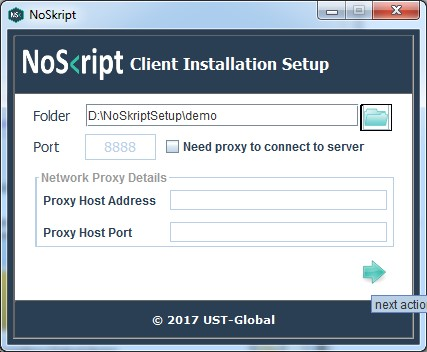 NoSkript
NoSkript Client Installation Setup
Folder D:\NoSkriptSetup\demo
Port 8888 Need proxy to connect to server
Network Proxy Details
Proxy Host Address
Proxy Host Port
next actio
© 2017 UST-Global